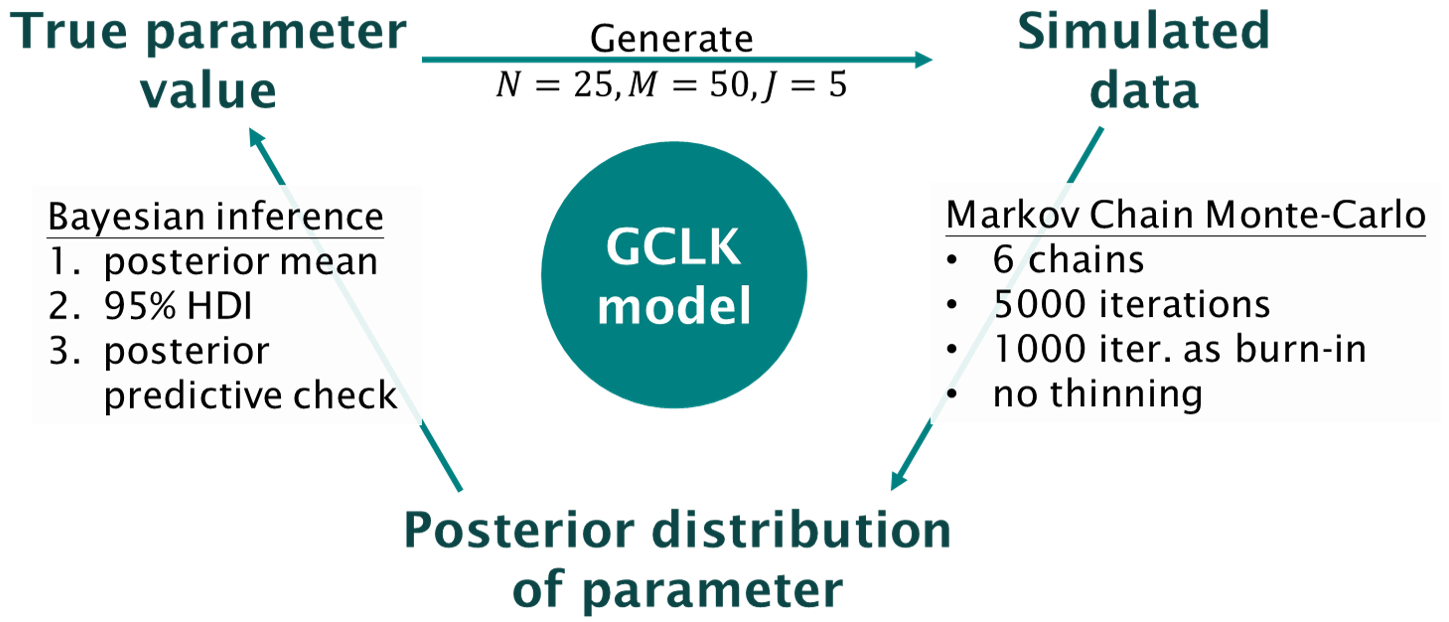 True parameter
value
Generate
N = 25, M = 50, J = 5
Simulated
data
Bayesian inference
1. posterior mean
2. 95% HDI
3. posterior
predictive check
GCLK
model
Markov Chain Monte-Carlo
• 6 chains
• 5000 iterations
• 1000 iter. as burn-in
• no thinning
Posterior distribution
of parameter